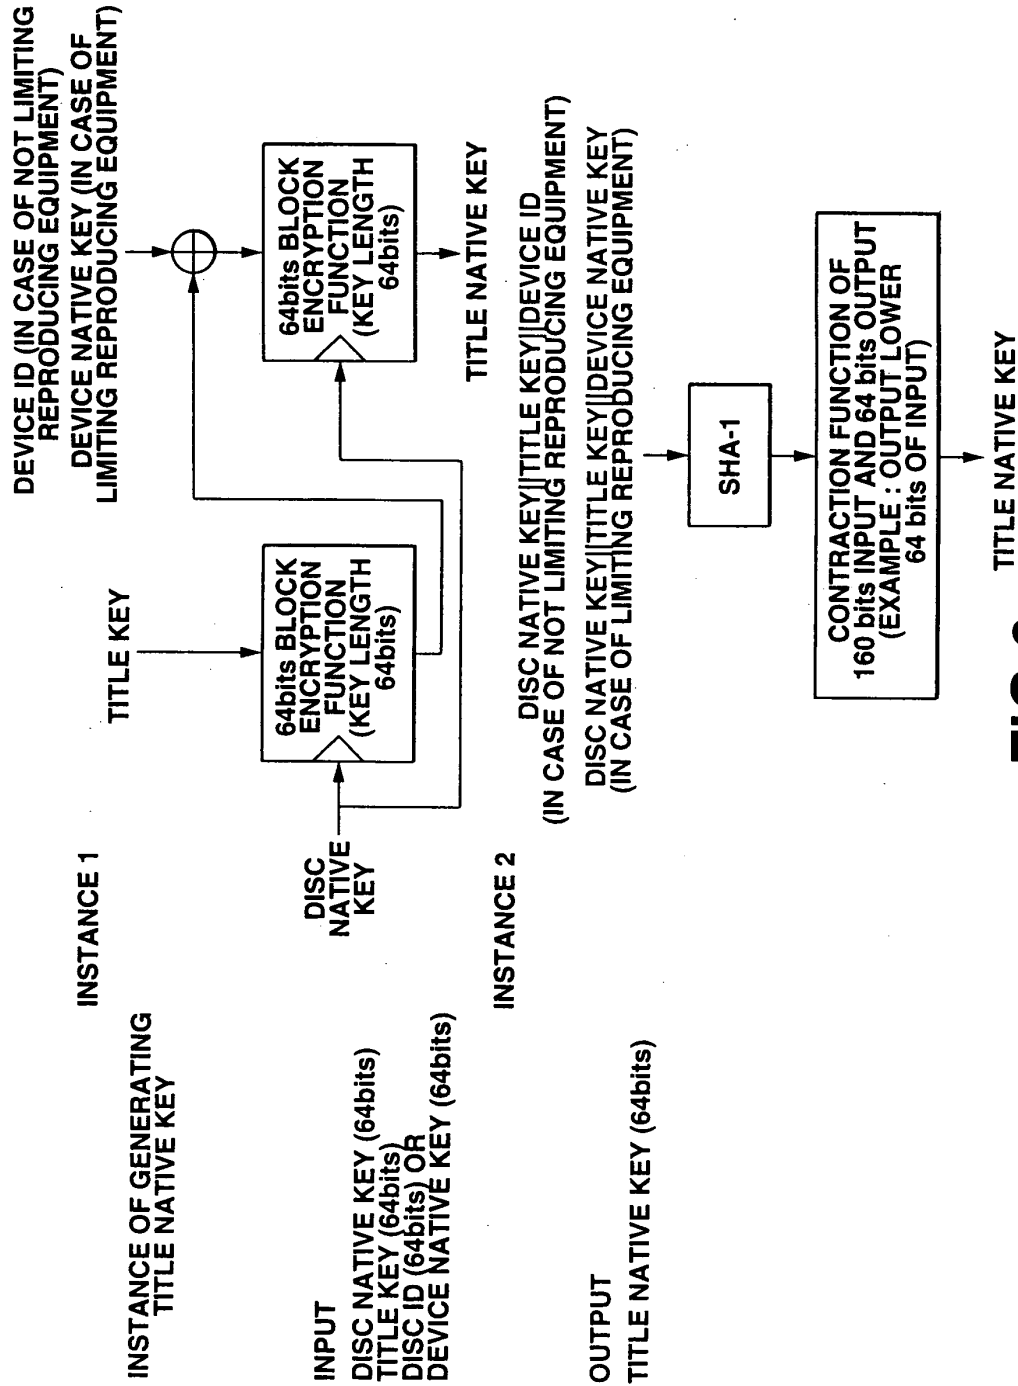 INSTANCE OF GENERATING
TITLE NATIVE KEY
INPUT
DISC NATIVE KEY (64bits)
TITLE KEY (64bits)
DISC ID (64bits) OR
DEVICE NATIVE KEY (64bits)
OUTPUT
TITLE NATIVE KEY (64bits)
INSTANCE 1
DISC
NATIVE
KEY
TITLE KEY
64bits BLOCK
ENCRYPTION
FUNCTION
(KEY LENGTH
64bits)
DEVICE ID (IN CASE OF NOT LIMITING
REPRODUCING EQUIPMENT)
DEVICE NATIVE KEY (IN CASE OF
LIMITING REPRODUCING EQUIPMENT)
64bits BLOCK
ENCRYPTION
FUNCTION
(KEY LENGTH
64bits)
TITLE NATIVE KEY
INSTANCE 2
DISC NATIVE KEY||TITLE KEY||DEVICE ID
(IN CASE OF NOT LIMITING REPRODUCING EQUIPMENT)
DISC NATIVE KEY||TITLE KEY||DEVICE NATIVE KEY
(IN CASE OF LIMITING REPRODUCING EQUIPMENT)
SHA-1
CONTRACTION FUNCTION OF
160 bits INPUT AND 64 bits OUTPUT
(EXAMPLE : OUTPUT LOWER
64 bits OF INPUT)
TITLE NATIVE KEY